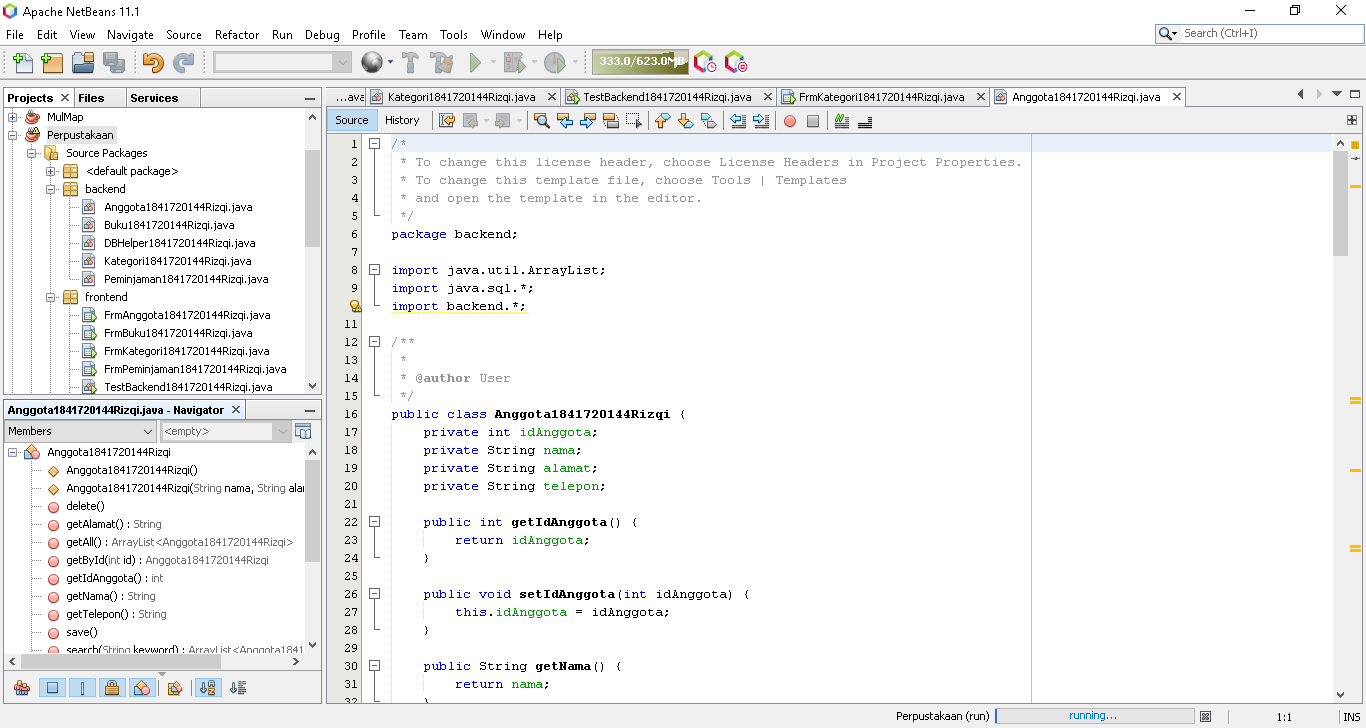 Apache NetBeans 11.1
File Edit View Navigate Source Refactor Run Debug Profile Team Tools Window Help
Search (Ctrl+I)
333.0/623.0MB
Projects Files Services
MulMap
Perpustakaan
Source Packages
<default package>
backend
Anggota1841720144Rizqi.java
Buku1841720144Rizqi.java
DBHelper1841720144Rizqi.java
Kategori1841720144Rizqi.java
Peminjaman1841720144Rizqi.java
frontend
FrmAnggota1841720144Rizqi.java
FrmBuku1841720144Rizqi.java
FrmKategori1841720144Rizqi.java
FrmPeminjaman1841720144Rizqi.java
TestBackend1841720144Rizqi.java
Anggota1841720144Rizqi.java - Navigator
Members <empty>
Anggota1841720144Rizqi
Anggota1841720144Rizqi()
Anggota1841720144Rizqi(String nama, String alar
delete()
getAlamat() : String
getAll() : ArrayList<Anggota1841720144Rizqi>
getById(int id) : Anggota1841720144Rizqi
getIdAnggota() : int
getNama() : String
getTelepon() : String
save()
search(String keyword) : ArrayList<Anggota1841
...ava Kategori1841720144Rizqi.java TestBackend1841720144Rizqi.java FrmKategori1841720144Rizqi.java Anggota1841720144Rizqi.java
Source History
1 /*
2 * To change this license header, choose License Headers in Project Properties.
3 * To change this template file, choose Tools | Templates
4 * and open the template in the editor.
5 */
6 package backend;
7
8 import java.util.ArrayList;
9 import java.sql.*;
import backend.*;
11
12 /**
13 *
14 * @author User
15 */
16 public class Anggota1841720144Rizqi {
17 private int idAnggota;
18 private String nama;
19 private String alamat;
20 private String telepon;
21
22 public int getIdAnggota() {
23 return idAnggota;
24 }
25
26 public void setIdAnggota(int idAnggota) {
27 this.idAnggota = idAnggota;
28 }
29
30 public String getNama() {
31 return nama;
32 }
Perpustakaan (run) running... 1:1 INS